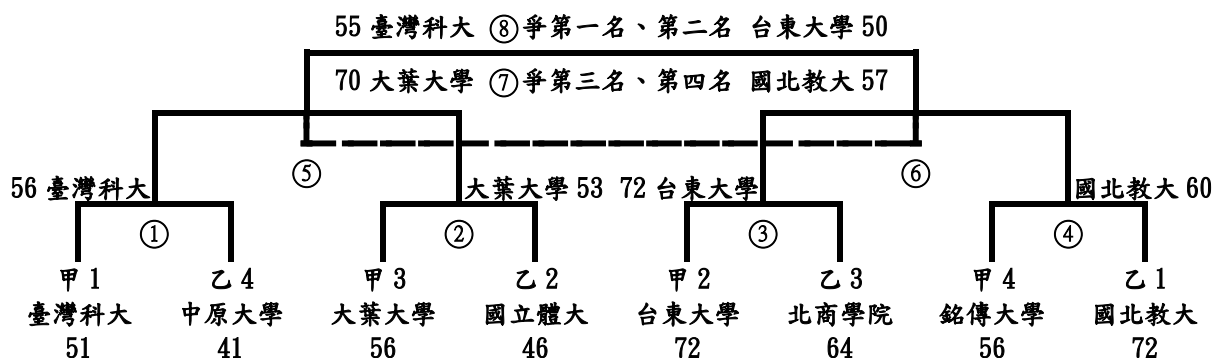 55 臺灣科大 ⑧爭第一名、第二名 台東大學 50
70 大葉大學 ⑦爭第三名、第四名 國北教大 57
⑤ ⑥
56 臺灣科大 大葉大學 53 72 台東大學 國北教大 60
① ② ③ ④
甲 1 乙 4 甲 3 乙 2 甲 2 乙 3 甲 4 乙 1
臺灣科大 中原大學 大葉大學 國立體大 台東大學 北商學院 銘傳大學 國北教大
51 41 56 46 72 64 56 72